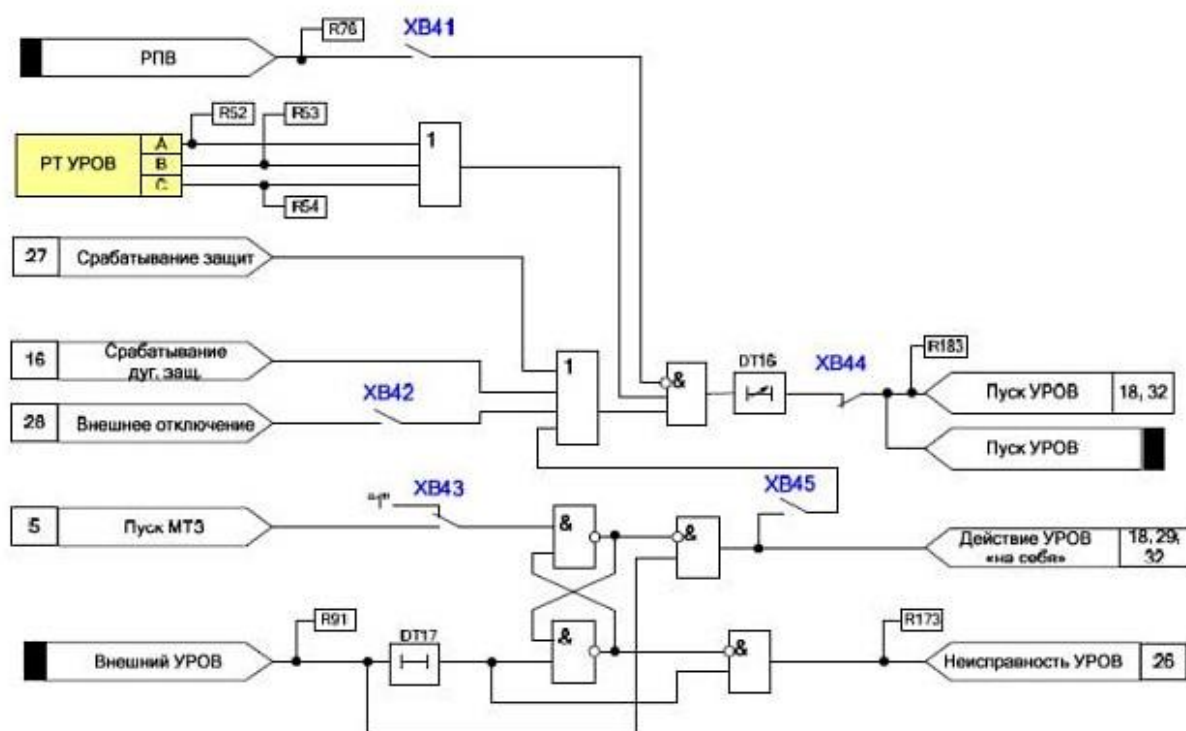 R76
XB41
РПВ
R52
R53
A
РТ УРОВ
B
C
1
R54
27
Срабатывание защит
16
Срабатывание
дуг. защ.
1
&
DT16
XB44
R183
Пуск УРОВ
18, 32
XB42
28
Внешнее отключение
Пуск УРОВ
"1"
XB43
XB45
5
Пуск МТЗ
&
&
Действие УРОВ
«на себя»
18, 29,
32
R91
DT17
&
&
R173
Внешний УРОВ
Неисправность УРОВ
26